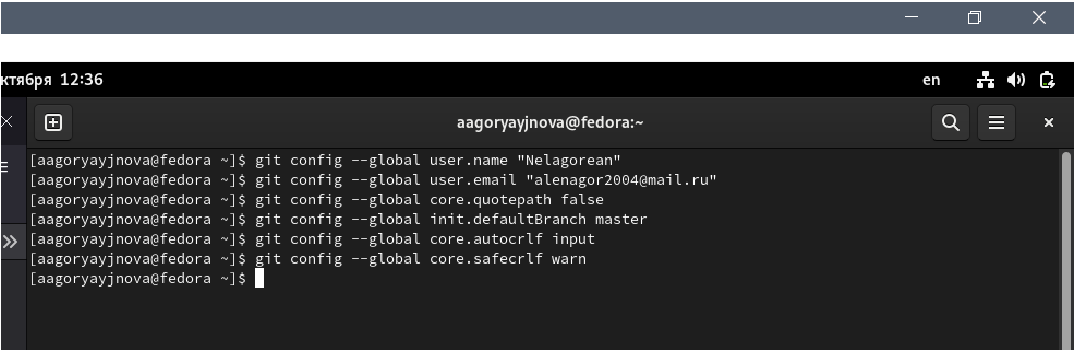 ктября 12:36
en
aagoryayjnova@fedora:~
[aagoryayjnova@fedora ~]$ git config --global user.name "Nelagorean"
[aagoryayjnova@fedora ~]$ git config --global user.email "alenagor2004@mail.ru"
[aagoryayjnova@fedora ~]$ git config --global core.quotepath false
[aagoryayjnova@fedora ~]$ git config --global init.defaultBranch master
[aagoryayjnova@fedora ~]$ git config --global core.autocrlf input
[aagoryayjnova@fedora ~]$ git config --global core.safecrlf warn
[aagoryayjnova@fedora ~]$